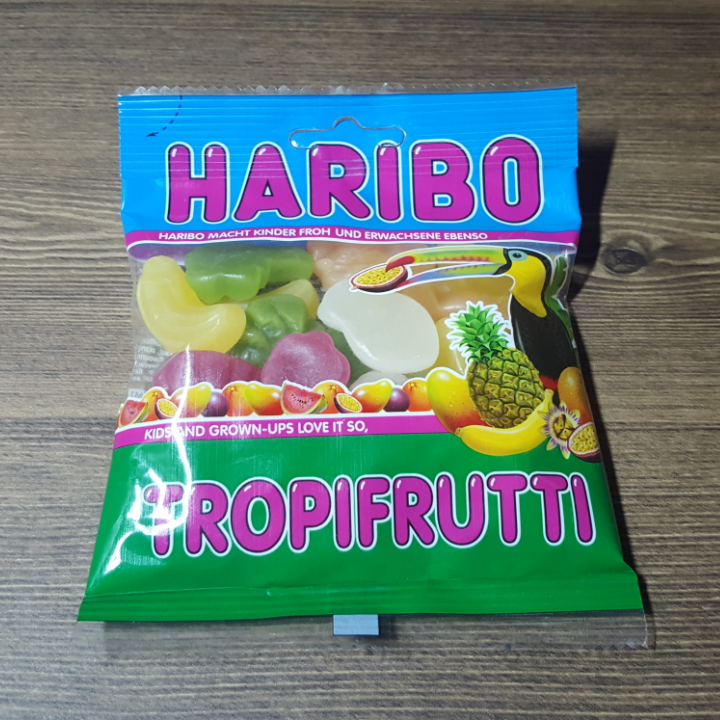 HARIBO
HARIBO MACHT KINDER FROH UND ERWACHSENE EBENSO
KIDS AND GROWN-UPS LOVE IT SO,
TROPIFRUTTI